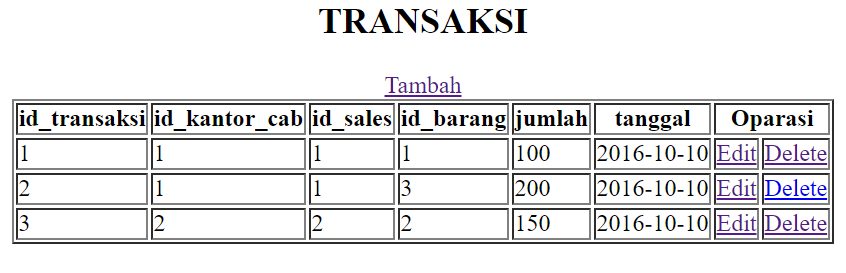 TRANSAKSI
Tambah
id_transaksi id_kantor_cab id_sales id_barang jumlah tanggal Oparasi
1 1 1 1 100 2016-10-10 Edit Delete
2 1 1 3 200 2016-10-10 Edit Delete
3 2 2 2 150 2016-10-10 Edit Delete